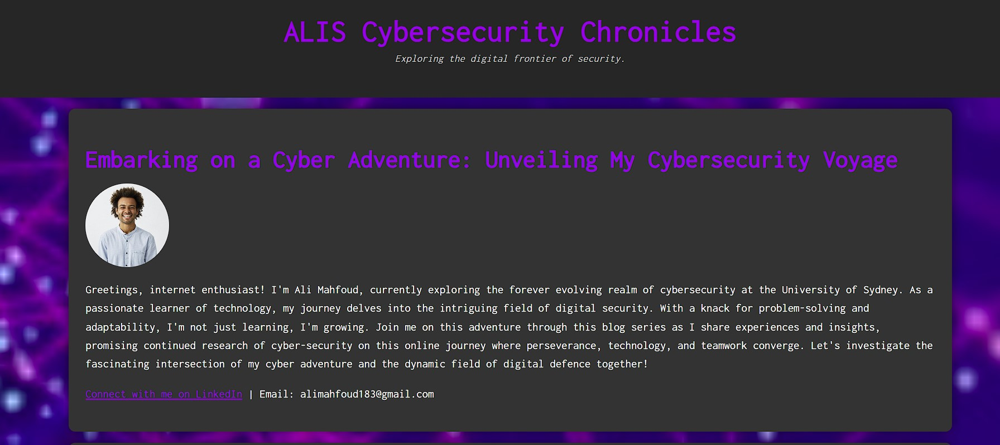 ALIS Cybersecurity Chronicles
Exploring the digital frontier of security.
Embarking on a Cyber Adventure: Unveiling My Cybersecurity Voyage
Greetings, internet enthusiast! I'm Ali Mahfoud, currently exploring the forever evolving realm of cybersecurity at the University of Sydney. As a
passionate learner of technology, my journey delves into the intriguing field of digital security. With a knack for problem-solving and
adaptability, I'm not just learning, I'm growing. Join me on this adventure through this blog series as I share experiences and insights,
promising continued research of cyber-security on this online journey where perseverance, technology, and teamwork converge. Let's investigate the
fascinating intersection of my cyber adventure and the dynamic field of digital defence together!
Connect with me on LinkedIn | Email: alimahfoud183@gmail.com